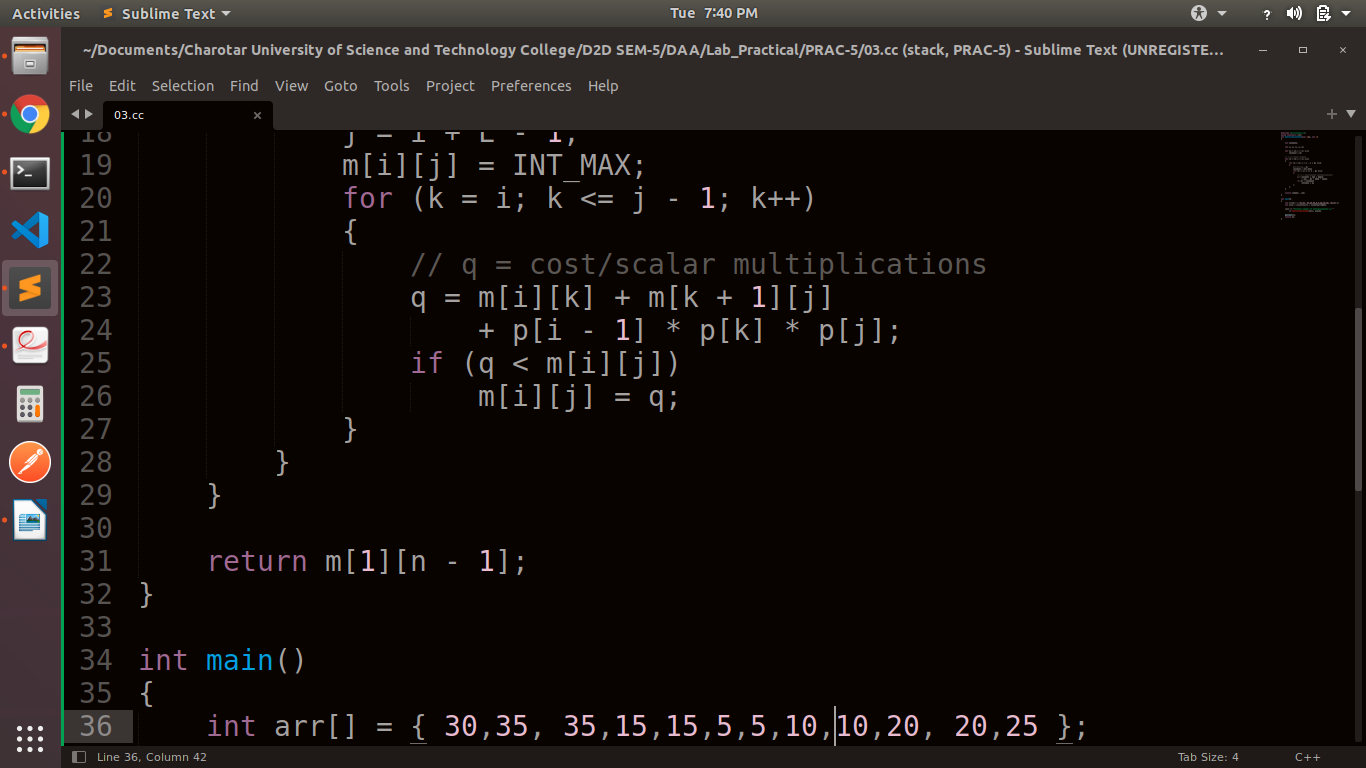 Activities Sublime Text Tue 7:40 PM ?
~/Documents/Charotar University of Science and Technology College/D2D SEM-5/DAA/Lab_Practical/PRAC-5/03.cc (stack, PRAC-5) - Sublime Text (UNREGISTE...
File Edit Selection Find View Goto Tools Project Preferences Help
03.cc
18 j = i + L - 1;
19 m[i][j] = INT_MAX;
20 for (k = i; k <= j - 1; k++)
21 {
22 // q = cost/scalar multiplications
23 q = m[i][k] + m[k + 1][j]
24 + p[i - 1] * p[k] * p[j];
25 if (q < m[i][j])
26 m[i][j] = q;
27 }
28 }
29 }
30
31 return m[1][n - 1];
32 }
33
34 int main()
35 {
36 int arr[] = { 30,35, 35,15,15,5,5,10,10,20, 20,25 };
Line 36, Column 42 Tab Size: 4 C++